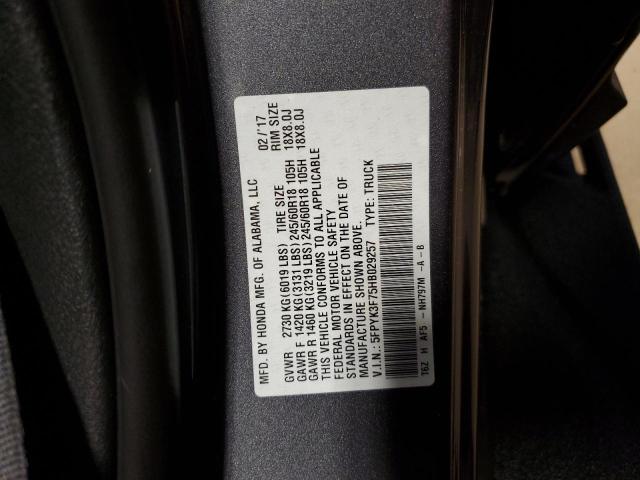 MFD. BY HONDA MFG. OF ALABAMA, LLC 02/'17
GVWR 2730 KG(6019 LBS) TIRE SIZE RIM SIZE
GAWR F 1420 KG(3131 LBS)245/60R18 105H 18X8.0J
GAWR R 1460 KG(3219 LBS)245/60R18 105H 18X8.0J
THIS VEHICLE CONFORMS TO ALL APPLICABLE
FEDERAL MOTOR VEHICLE SAFETY
STANDARDS IN EFFECT ON THE DATE OF
MANUFACTURE SHOWN ABOVE.
V.I.N.: 5FPYK3F75HB029257 TYPE: TRUCK
T6Z H AF5 - NH797M -A -B